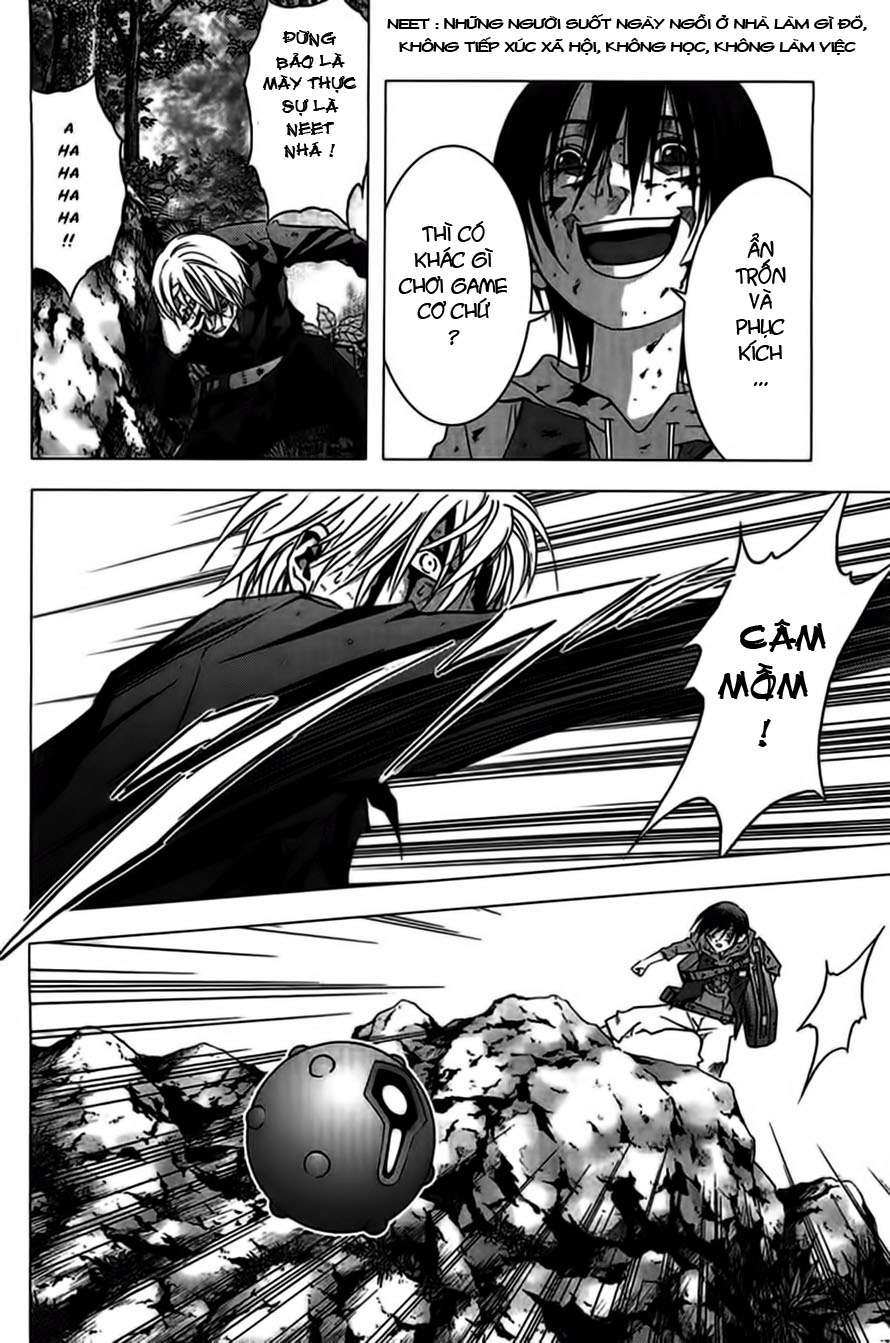 NEET : NHỮNG NGƯỜI SUỐT NGÀY NGỒI Ở NHÀ LÀM GÌ ĐÓ,
KHÔNG TIẾP XÚC XÃ HỘI, KHÔNG HỌC, KHÔNG LÀM VIỆC
ẨN
TRỐN
VÀ
PHỤC
KÍCH
...
THÌ CÓ
KHÁC GÌ
CHƠI GAME
CƠ CHỨ
?
ĐỪNG
BẢO LÀ
MÀY THỰC
SỰ LÀ
NEET
NHÁ !
A
HA
HA
HA
HA
!!
CÂM
MỒM
!